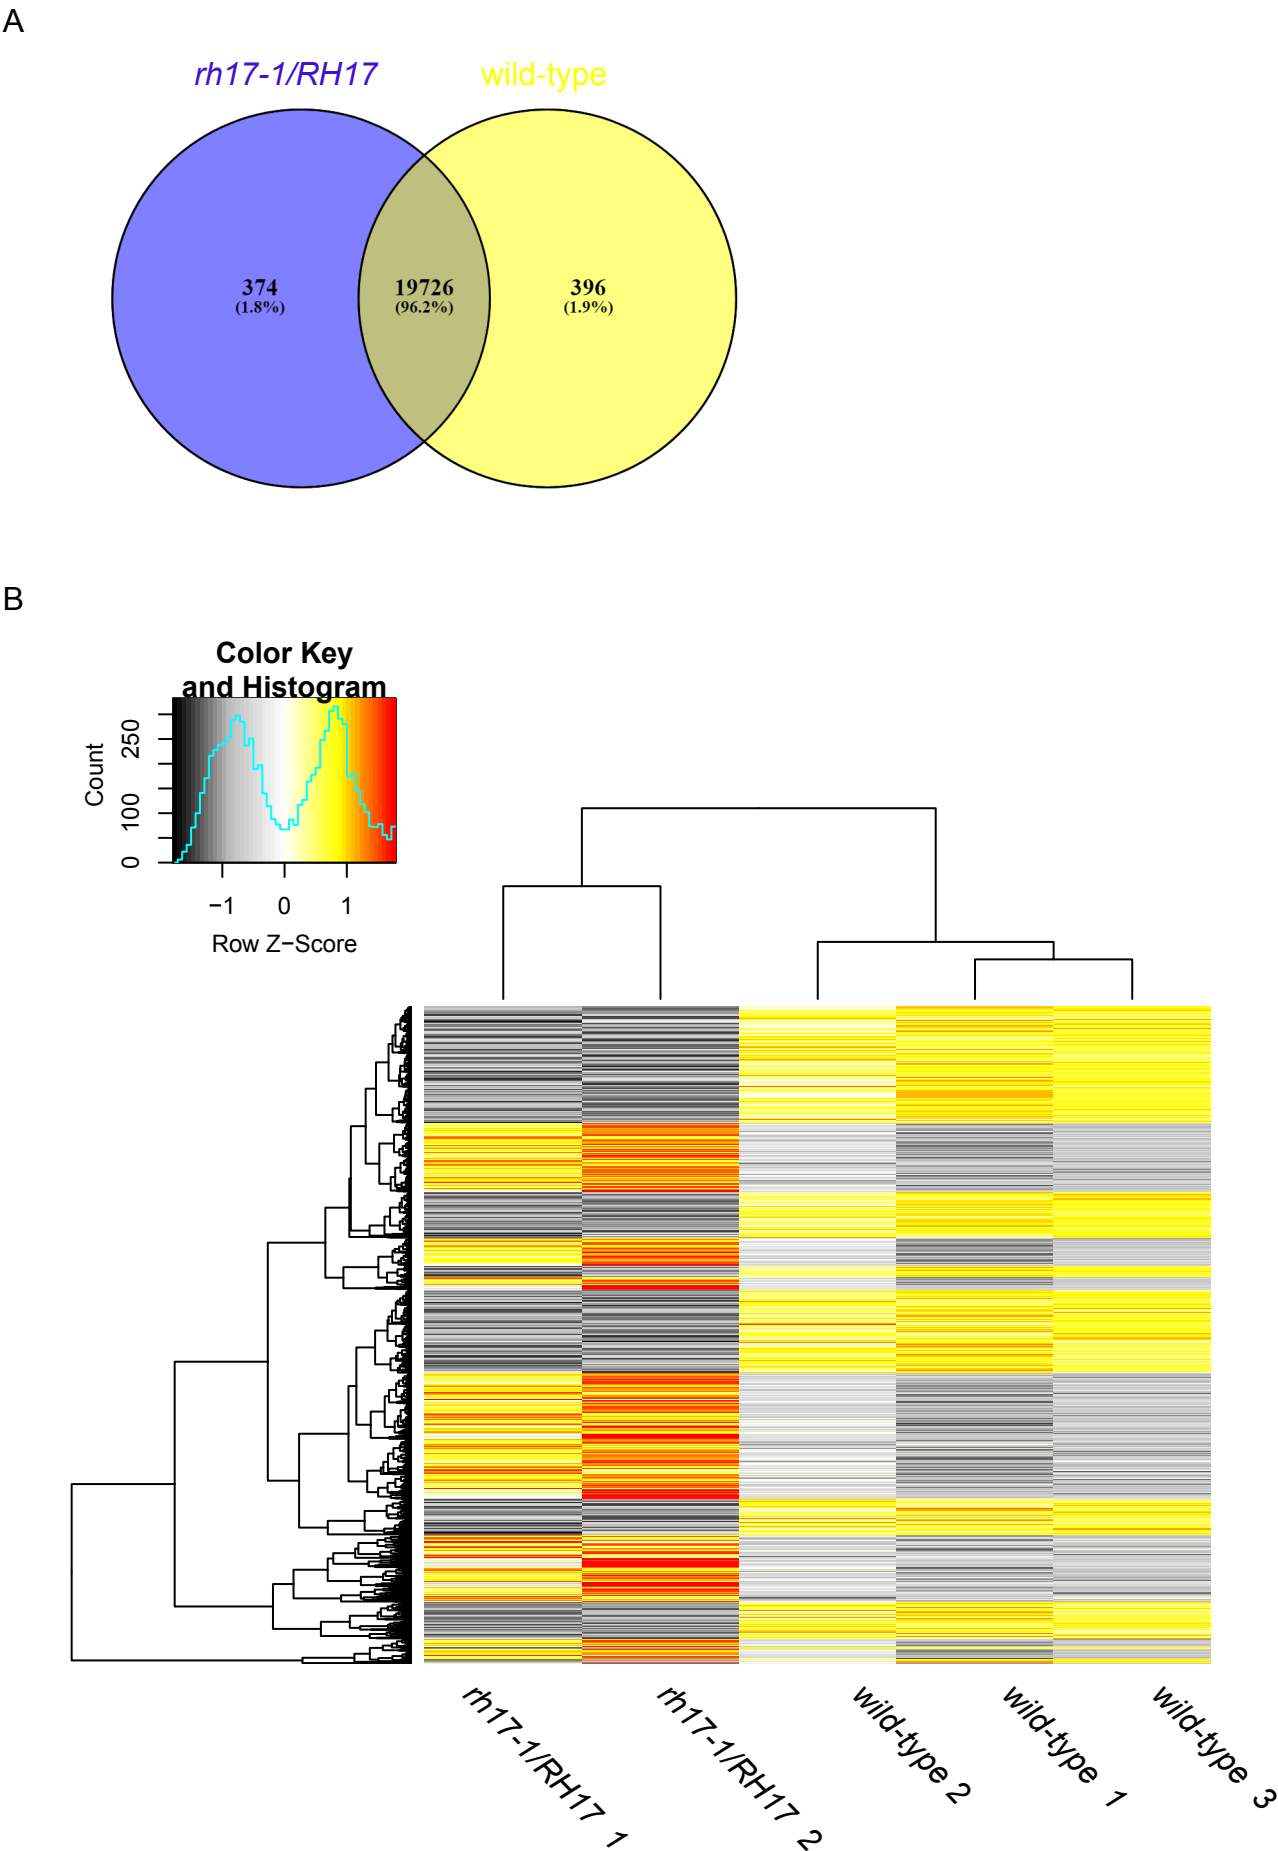 A
rh17-1/RH17 wild-type
374 19726 396
(1.8%) (96.2%) (1.9%)
B
Color Key
and Histogram
Count
0 100 250
−1 0 1
Row Z−Score
rh17-1/RH17 1
rh17-1/RH17 2
wild-type 2
wild-type 1
wild-type 3